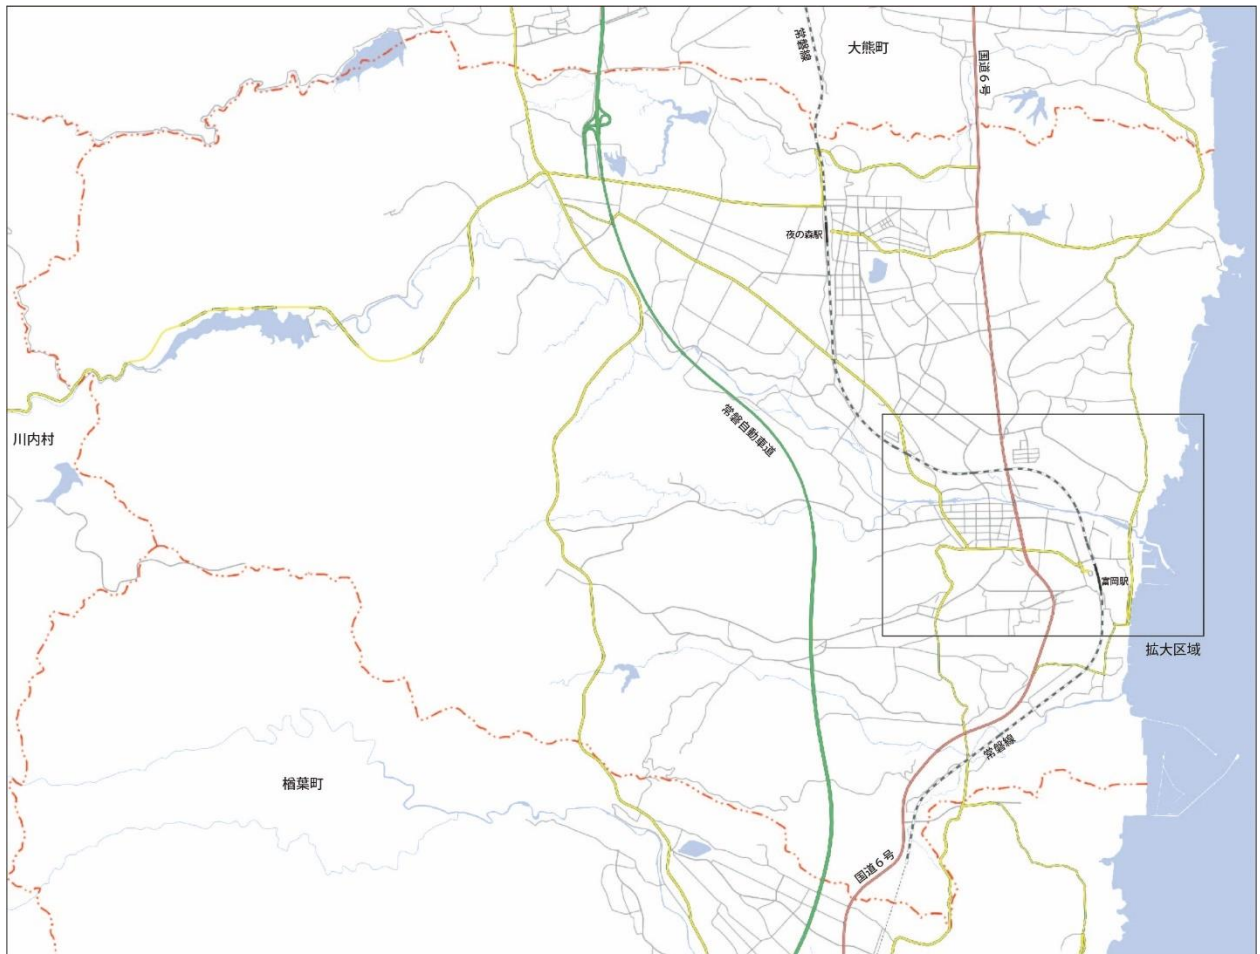 常磐線
大熊町
国道６号
夜の森駅
川内村
常磐自動車道
富岡駅
拡大区域
常磐線
楢葉町
国道６号